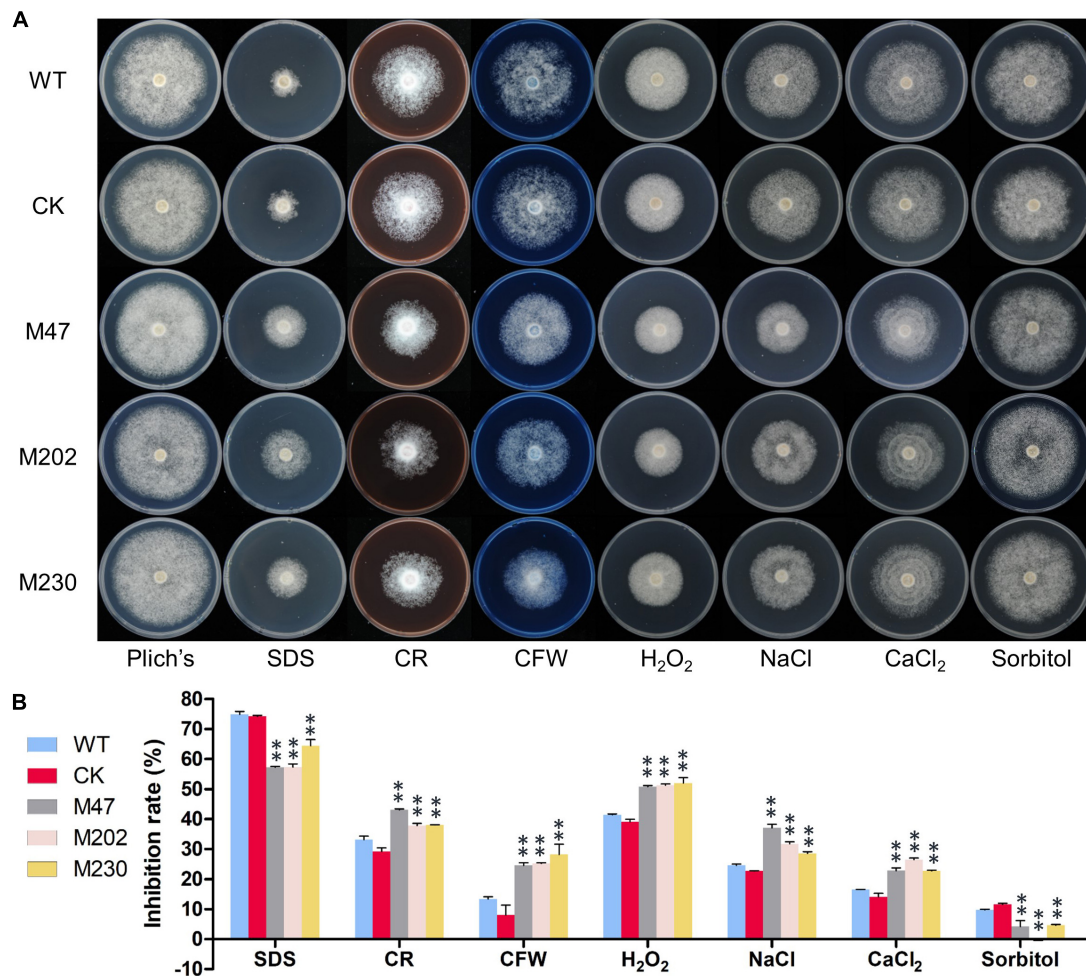 A
WT
CK
M47
M202
M230
Plich's SDS CR CFW H₂O₂ NaCl CaCl₂ Sorbitol
B
WT
CK
M47
M202
M230
Inhibition rate (%)
80
70
60
50
40
30
20
10
0
-10
** ** **
** ** **
** ** **
** ** **
** ** **
** ** **
** ** **
SDS CR CFW H₂O₂ NaCl CaCl₂ Sorbitol